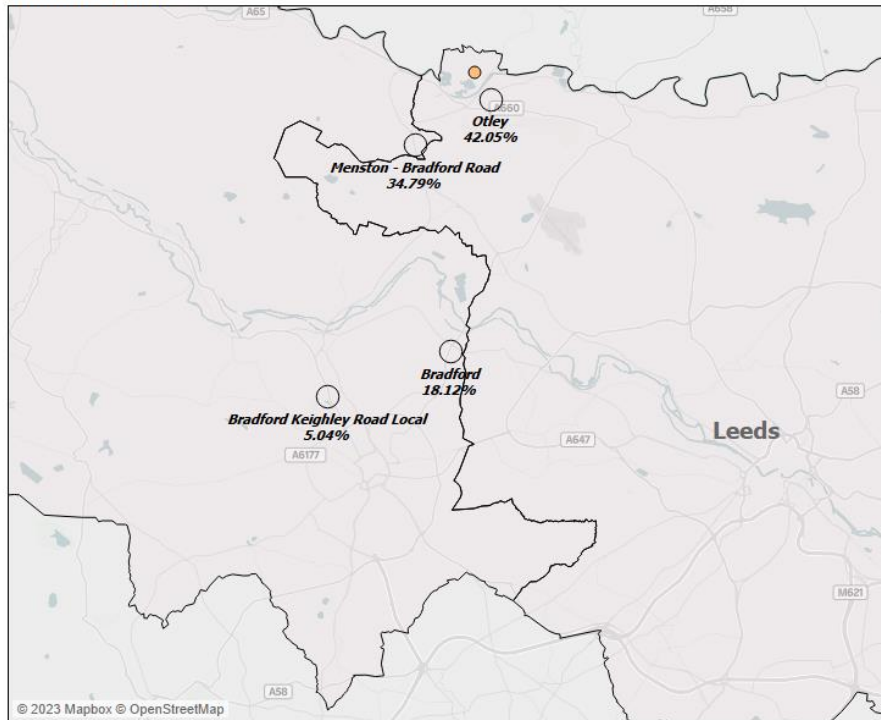 A65
A658
A660
Otley
42.05%
Menston - Bradford Road
34.79%
Bradford
18.12%
A58
Bradford Keighley Road Local
5.04%
Leeds
A647
A6177
M621
A58
© 2023 Mapbox © OpenStreetMap